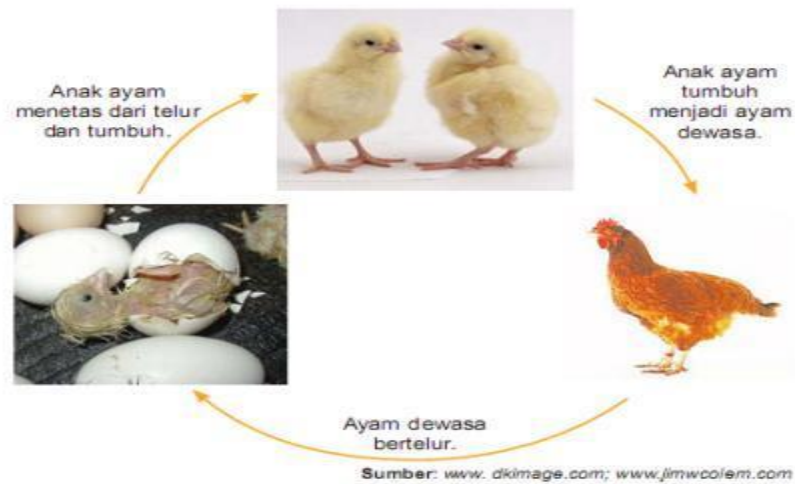 Anak ayam
menetas dari telur
dan tumbuh.
Anak ayam
tumbuh
menjadi ayam
dewasa.
Ayam dewasa
bertelur.
Sumber: www. dkimage.com; www.jimwcolem.com